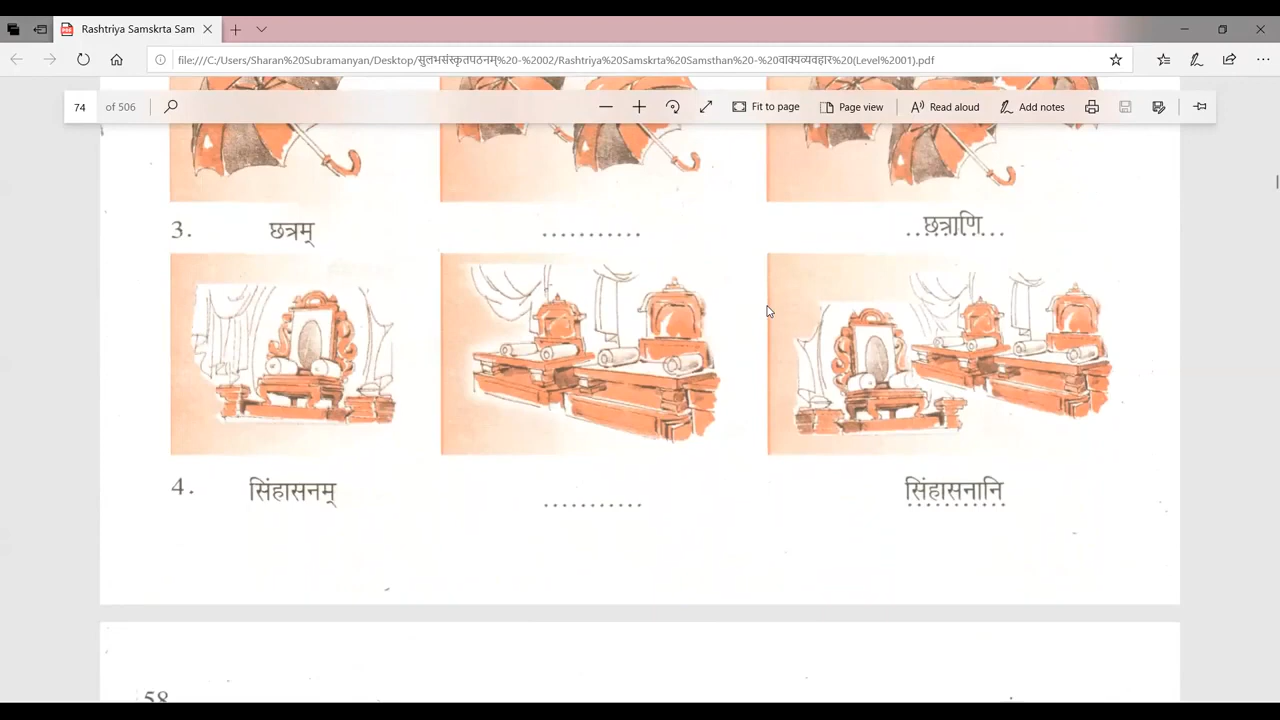 Rashtriya Samskrta Sam
file:///C:/Users/Sharan%20Subramanyan/Desktop/सुलभसंस्कृतपठनम्%20-%2002/Rashtriya%20Samskrta%20Samsthan%20-%20वाक्यव्यवहार%20(Level%2001).pdf
74 of 506 Fit to page Page view Read aloud Add notes
3. छत्रम् ........... छत्राणि
4. सिंहासनम् ........... सिंहासनानि
58